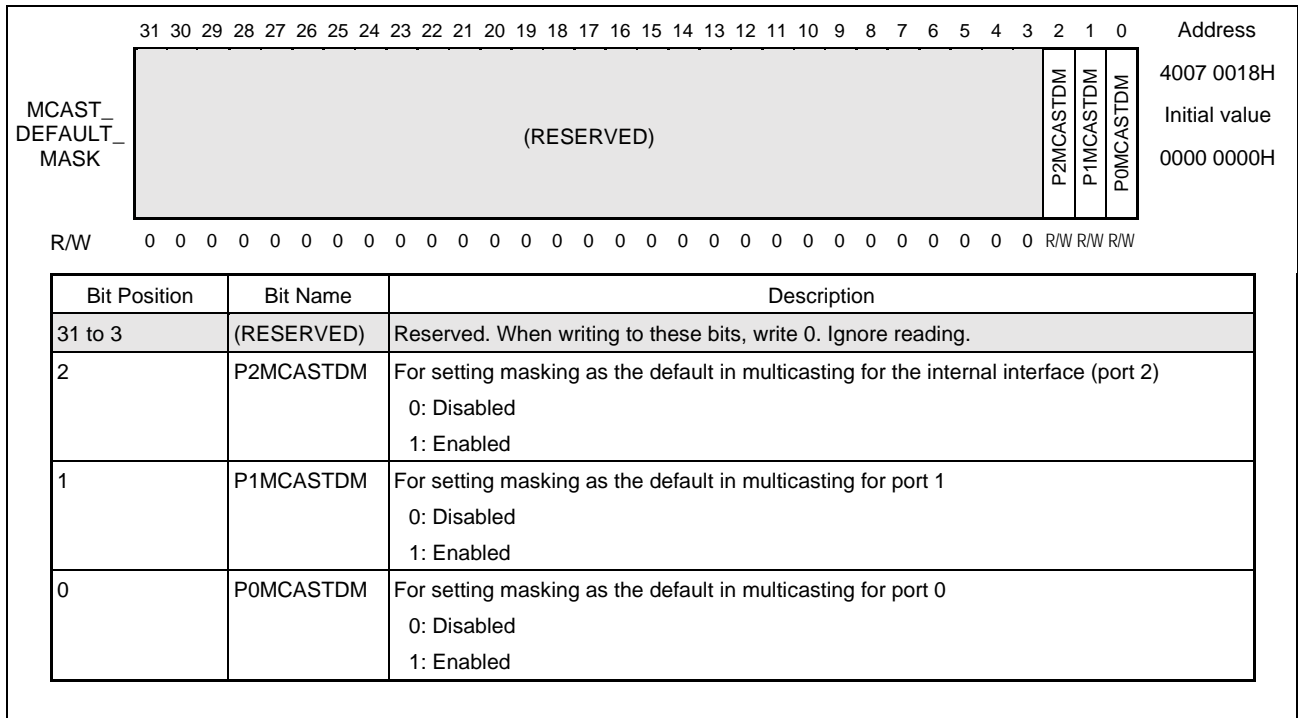 31 30 29 28 27 26 25 24 23 22 21 20 19 18 17 16 15 14 13 12 11 10 9 8 7 6 5 4 3 2 1 0 Address
MCAST_
DEFAULT_
MASK
(RESERVED)
P2MCASTDM
P1MCASTDM
P0MCASTDM
4007 0018H
Initial value
0000 0000H
R/W 0 0 0 0 0 0 0 0 0 0 0 0 0 0 0 0 0 0 0 0 0 0 0 0 0 0 0 0 0 R/W R/W R/W
Bit Position Bit Name Description
31 to 3 (RESERVED) Reserved. When writing to these bits, write 0. Ignore reading.
2 P2MCASTDM For setting masking as the default in multicasting for the internal interface (port 2)
0: Disabled
1: Enabled
1 P1MCASTDM For setting masking as the default in multicasting for port 1
0: Disabled
1: Enabled
0 P0MCASTDM For setting masking as the default in multicasting for port 0
0: Disabled
1: Enabled